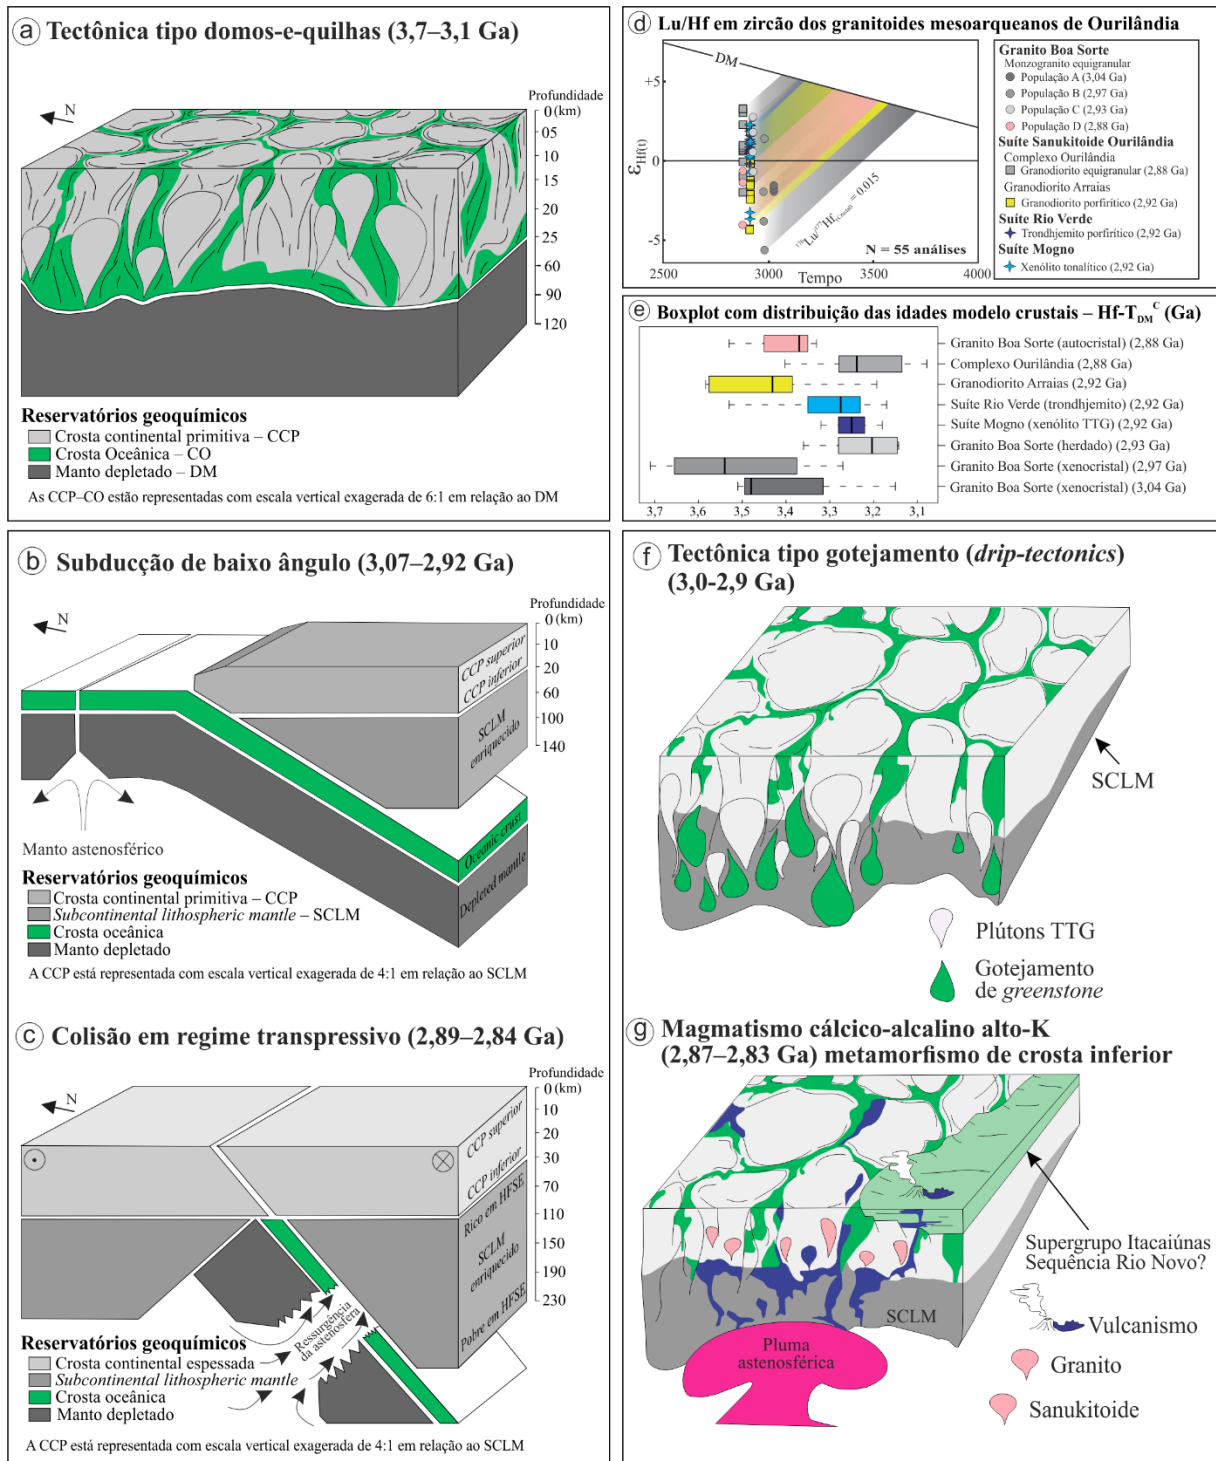 a Tectônica tipo domos-e-quilhas (3,7–3,1 Ga)
N
Profundidade
0 (km)
05
10
15
20
25
60
90
120
Reservatórios geoquímicos
Crosta continental primitiva – CCP
Crosta Oceânica – CO
Manto depletado – DM
As CCP–CO estão representadas com escala vertical exagerada de 6:1 em relação ao DM
b Subducção de baixo ângulo (3,07–2,92 Ga)
N
Profundidade
0 (km)
10
20
60
100
140
CCP superior
CCP inferior
SCLM
enriquecido
Oceanic crust
Depleted mantle
Manto astenosférico
Reservatórios geoquímicos
Crosta continental primitiva – CCP
Subcontinental lithospheric mantle – SCLM
Crosta oceânica
Manto depletado
A CCP está representada com escala vertical exagerada de 4:1 em relação ao SCLM
c Colisão em regime transpressivo (2,89–2,84 Ga)
N
Profundidade
0 (km)
10
20
30
70
110
150
190
230
CCP superior
CCP inferior
Rico em HFSE
SCLM
enriquecido
Pobre em HFSE
Ressurgência
da astenosfera
Reservatórios geoquímicos
Crosta continental espessada
Subcontinental lithospheric mantle
Crosta oceânica
Manto depletado
A CCP está representada com escala vertical exagerada de 4:1 em relação ao SCLM
d Lu/Hf em zircão dos granitoides mesoarqueanos de Ourilândia
DM
+5
0
-5
εHf(t)
176Lu/177Hf(Crustal) = 0.015
N = 55 análises
2500
3000
3500
4000
Tempo
Granito Boa Sorte
Monzogranito equigranular
População A (3,04 Ga)
População B (2,97 Ga)
População C (2,93 Ga)
População D (2,88 Ga)
Suíte Sanukitoide Ourilândia
Complexo Ourilândia
Granodiorito equigranular (2,88 Ga)
Granodiorito Arraias
Granodiorito porfirítico (2,92 Ga)
Suíte Rio Verde
Trondhjemito porfirítico (2,92 Ga)
Suíte Mogno
Xenólito tonalítico (2,92 Ga)
e Boxplot com distribuição das idades modelo crustais – Hf-TDMC (Ga)
Granito Boa Sorte (autocristal) (2,88 Ga)
Complexo Ourilândia (2,88 Ga)
Granodiorito Arraias (2,92 Ga)
Suíte Rio Verde (trondhjemito) (2,92 Ga)
Suíte Mogno (xenólito TTG) (2,92 Ga)
Granito Boa Sorte (herdado) (2,93 Ga)
Granito Boa Sorte (xenocristal) (2,97 Ga)
Granito Boa Sorte (xenocristal) (3,04 Ga)
3,7
3,6
3,5
3,4
3,3
3,2
3,1
f Tectônica tipo gotejamento (drip-tectonics)
(3,0-2,9 Ga)
SCLM
Plútons TTG
Gotejamento
de greenstone
g Magmatismo cálcico-alcalino alto-K
(2,87–2,83 Ga) metamorfismo de crosta inferior
Supergrupo Itacaiúnas
Sequência Rio Novo?
SCLM
Pluma
astenosférica
Vulcanismo
Granito
Sanukitoide